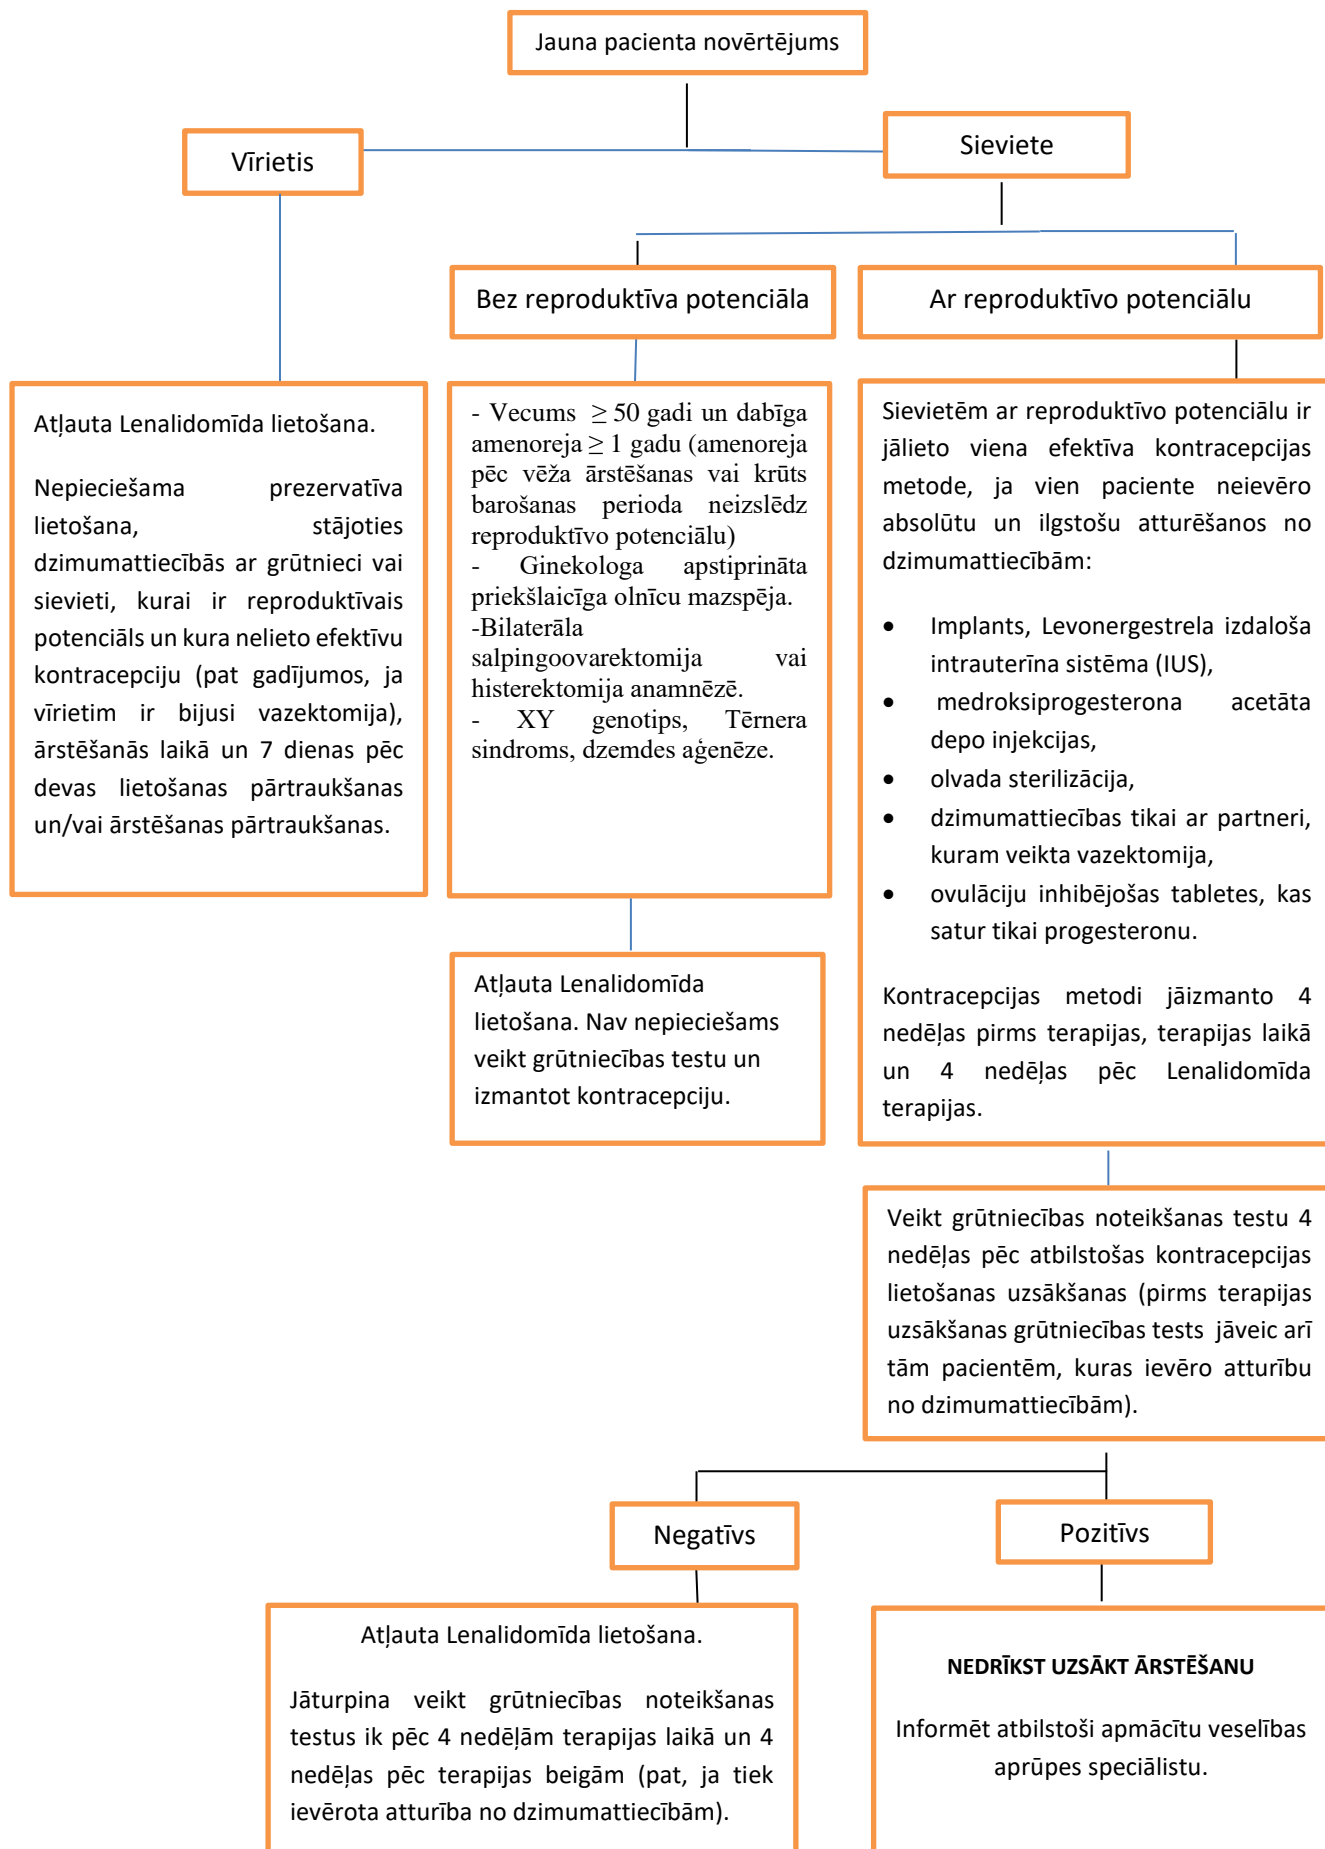 Jauna pacienta novērtējums
Vīrietis
Sieviete
Bez reproduktīva potenciāla
Ar reproduktīvo potenciālu
Atļauta Lenalidomīda lietošana.
Nepieciešama prezervatīva
lietošana, stājoties
dzimumattiecībās ar grūtnieci vai
sievieti, kurai ir reproduktīvais
potenciāls un kura nelieto efektīvu
kontracepciju (pat gadījumos, ja
vīrietim ir bijusi vazektomija),
ārstēšanās laikā un 7 dienas pēc
devas lietošanas pārtraukšanas
un/vai ārstēšanas pārtraukšanas.
- Vecums ≥ 50 gadi un dabīga
amenoreja ≥ 1 gadu (amenoreja
pēc vēža ārstēšanas vai krūts
barošanas perioda neizslēdz
reproduktīvo potenciālu)
- Ginekologa apstiprināta
priekšlaicīga olnīcu mazspēja.
-Bilaterāla
salpingoovarektomija vai
histerektomija anamnēzē.
- XY genotips, Tērnera
sindroms, dzemdes aģenēze.
Atļauta Lenalidomīda
lietošana. Nav nepieciešams
veikt grūtniecības testu un
izmantot kontracepciju.
Sievietēm ar reproduktīvo potenciālu ir
jālieto viena efektīva kontracepcijas
metode, ja vien paciente neievēro
absolūtu un ilgstošu atturēšanos no
dzimumattiecībām:
• Implants, Levonergestrela izdaloša
intrauterīna sistēma (IUS),
• medroksiprogesterona acetāta
depo injekcijas,
• olvada sterilizācija,
• dzimumattiecības tikai ar partneri,
kuram veikta vazektomija,
• ovulāciju inhibējošas tabletes, kas
satur tikai progesteronu.
Kontracepcijas metodi jāizmanto 4
nedēļas pirms terapijas, terapijas laikā
un 4 nedēļas pēc Lenalidomīda
terapijas.
Veikt grūtniecības noteikšanas testu 4
nedēļas pēc atbilstošas kontracepcijas
lietošanas uzsākšanas (pirms terapijas
uzsākšanas grūtniecības tests jāveic arī
tām pacientēm, kuras ievēro atturību
no dzimumattiecībām).
Negatīvs
Pozitīvs
Atļauta Lenalidomīda lietošana.
Jāturpina veikt grūtniecības noteikšanas
testus ik pēc 4 nedēļām terapijas laikā un 4
nedēļas pēc terapijas beigām (pat, ja tiek
ievērota atturība no dzimumattiecībām).
NEDRĪKST UZSĀKT ĀRSTĒŠANU
Informēt atbilstoši apmācītu veselības
aprūpes speciālistu.